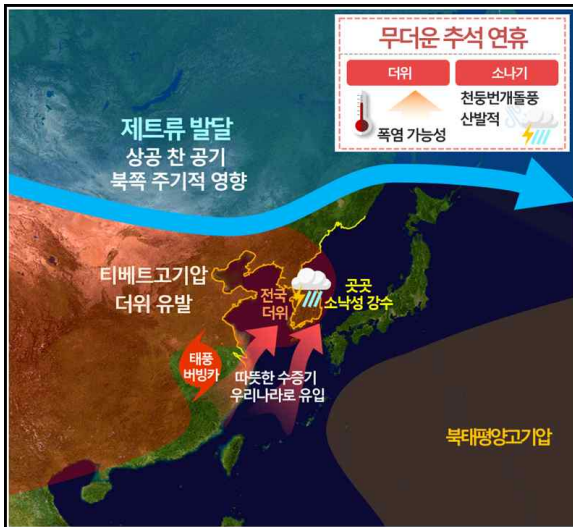 무더운 추석 연휴
더위
소나기
폭염 가능성
천둥번개돌풍
산발적
제트류 발달
상공 찬 공기
북쪽 주기적 영향
티베트고기압
더위 유발
전국
더위
곳곳
소낙성 강수
태풍
버빙카
따뜻한 수증기
우리나라로 유입
북태평양고기압